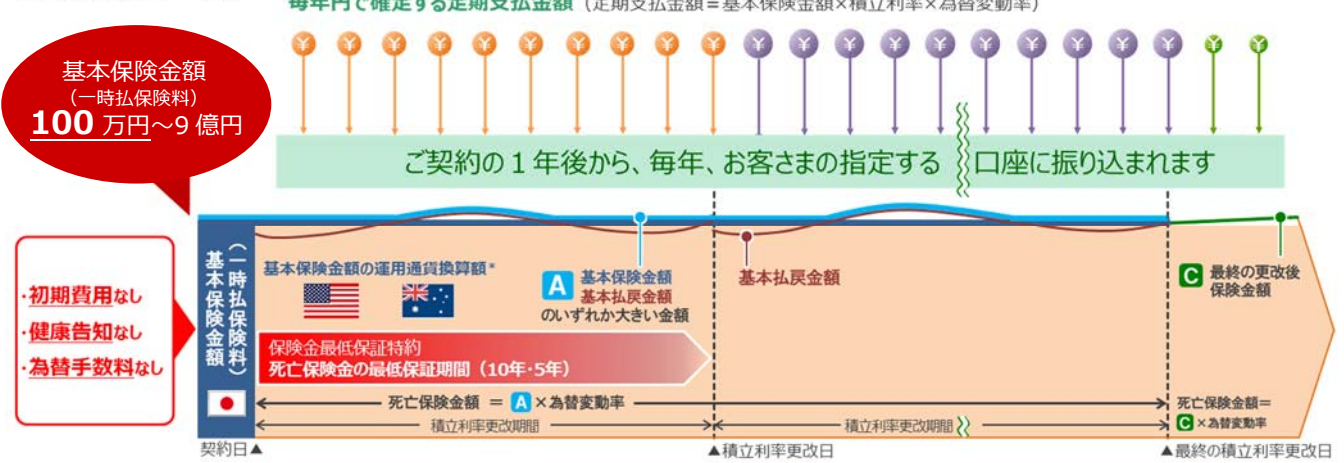 毎年円で確定する定期支払金額（定期支払金額＝基本保険金額×積立利率×為替変動率）
基本保険金額
（一時払保険料）
100 万円～9 億円
¥ ¥ ¥ ¥ ¥ ¥ ¥ ¥ ¥ ¥ ¥ ¥ ¥ ¥ ¥ ¥ ¥ ¥ ¥ ¥ ¥ ¥
ご契約の１年後から、毎年、お客さまの指定する 口座に振り込まれます
・初期費用なし
・健康告知なし
・為替手数料なし
基本保険金額
（一時払保険料）
基本保険金額の運用通貨換算額*
A 基本保険金額
基本払戻金額
のいずれか大きい金額
基本払戻金額
C 最終の更改後
保険金額
保険金最低保証特約
死亡保険金の最低保証期間（10年･5年）
死亡保険金額 ＝ A ×為替変動率
死亡保険金額＝
C ×為替変動率
積立利率更改期間
積立利率更改期間
契約日▲
▲積立利率更改日
▲最終の積立利率更改日